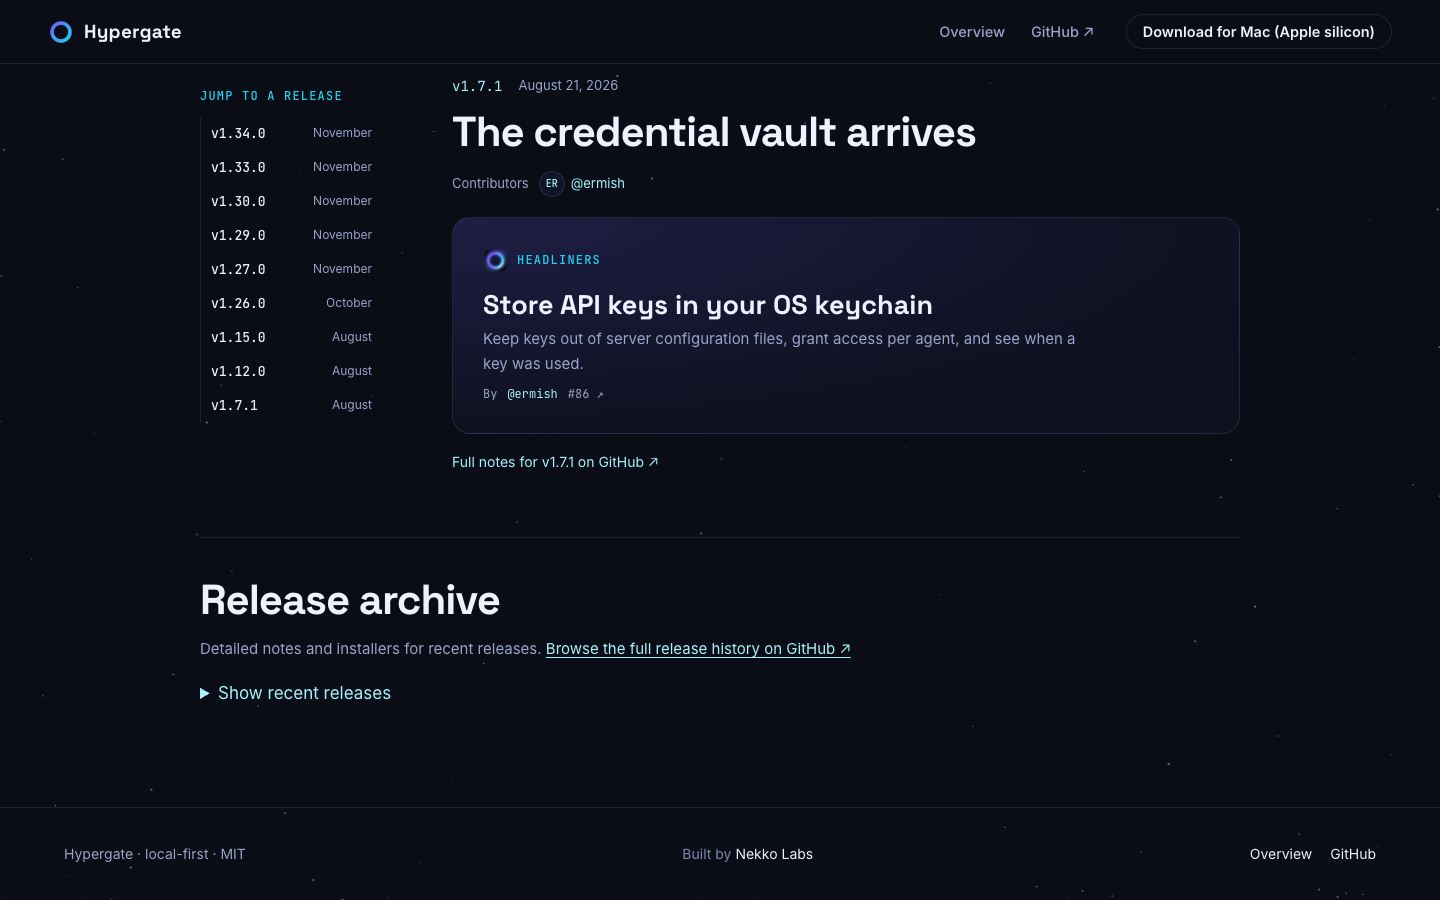 Hypergate
Overview
GitHub ↗
Download for Mac (Apple silicon)
JUMP TO A RELEASE
v1.34.0 November
v1.33.0 November
v1.30.0 November
v1.29.0 November
v1.27.0 November
v1.26.0 October
v1.15.0 August
v1.12.0 August
v1.7.1 August
v1.7.1 August 21, 2026
The credential vault arrives
Contributors ER @ermish
HEADLINERS
Store API keys in your OS keychain
Keep keys out of server configuration files, grant access per agent, and see when a
key was used.
By @ermish #86 ↗
Full notes for v1.7.1 on GitHub ↗
Release archive
Detailed notes and installers for recent releases. Browse the full release history on GitHub ↗
▶ Show recent releases
Hypergate · local-first · MIT
Built by Nekko Labs
Overview
GitHub